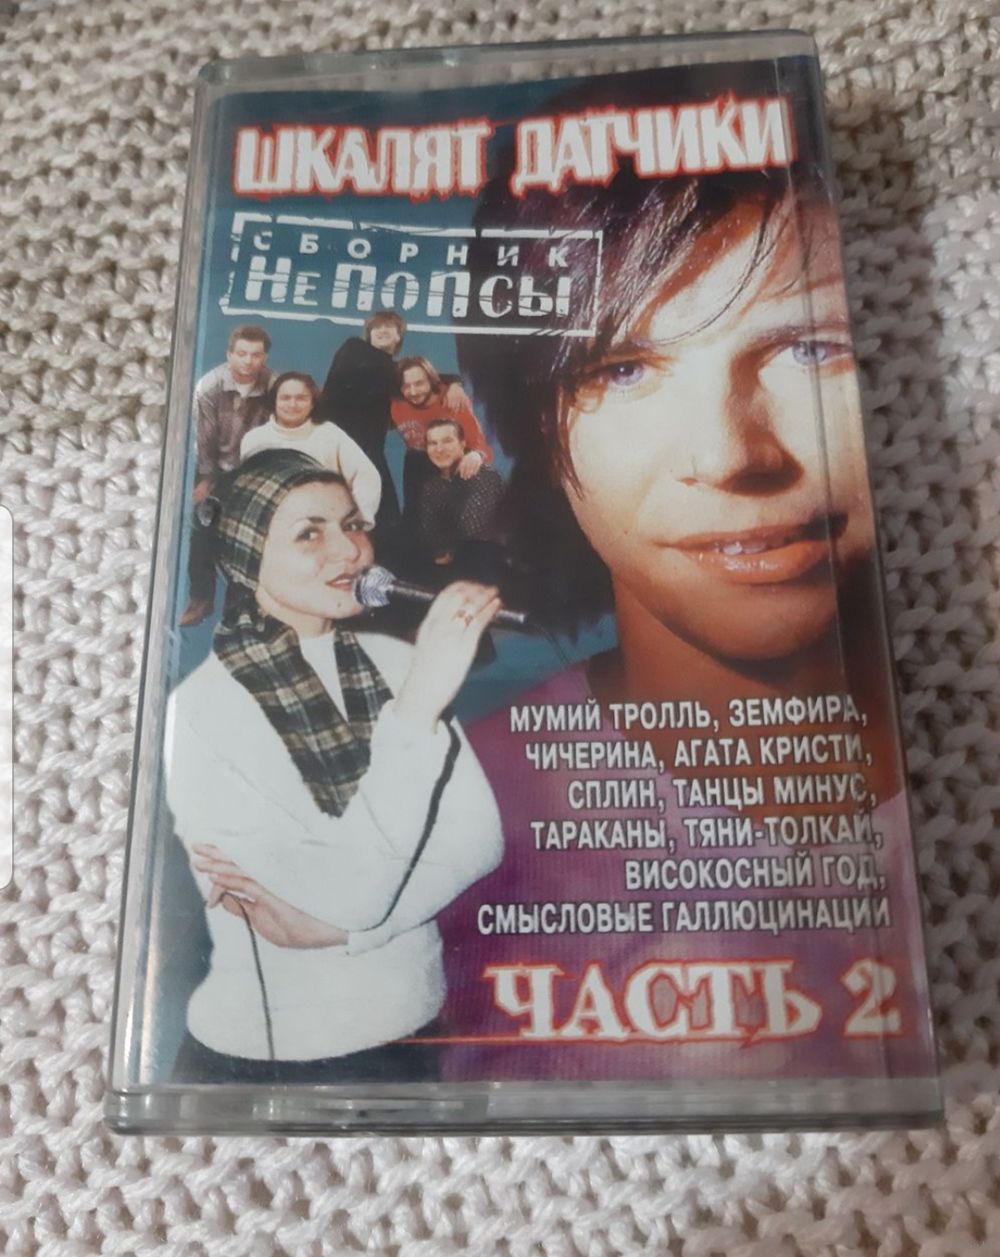 ШКАЛЯТ ДАТЧИКИ
СБОРНИК
НЕПОПСЫ
МУМИЙ ТРОЛЛЬ, ЗЕМФИРА,
ЧИЧЕРИНА, АГАТА КРИСТИ,
СПЛИН, ТАНЦЫ МИНУС,
ТАРАКАНЫ, ТЯНИ-ТОЛКАЙ,
ВИСОКОСНЫЙ ГОД,
СМЫСЛОВЫЕ ГАЛЛЮЦИНАЦИИ
ЧАСТЬ 2